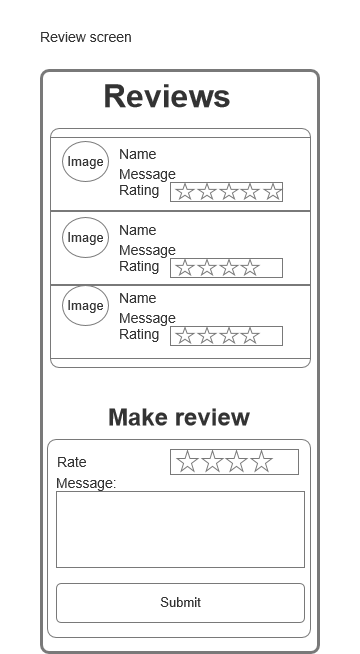 Review screen
Reviews
Image
Name
Message
Rating
Image
Name
Message
Rating
Image
Name
Message
Rating
Make review
Rate
Message:
Submit